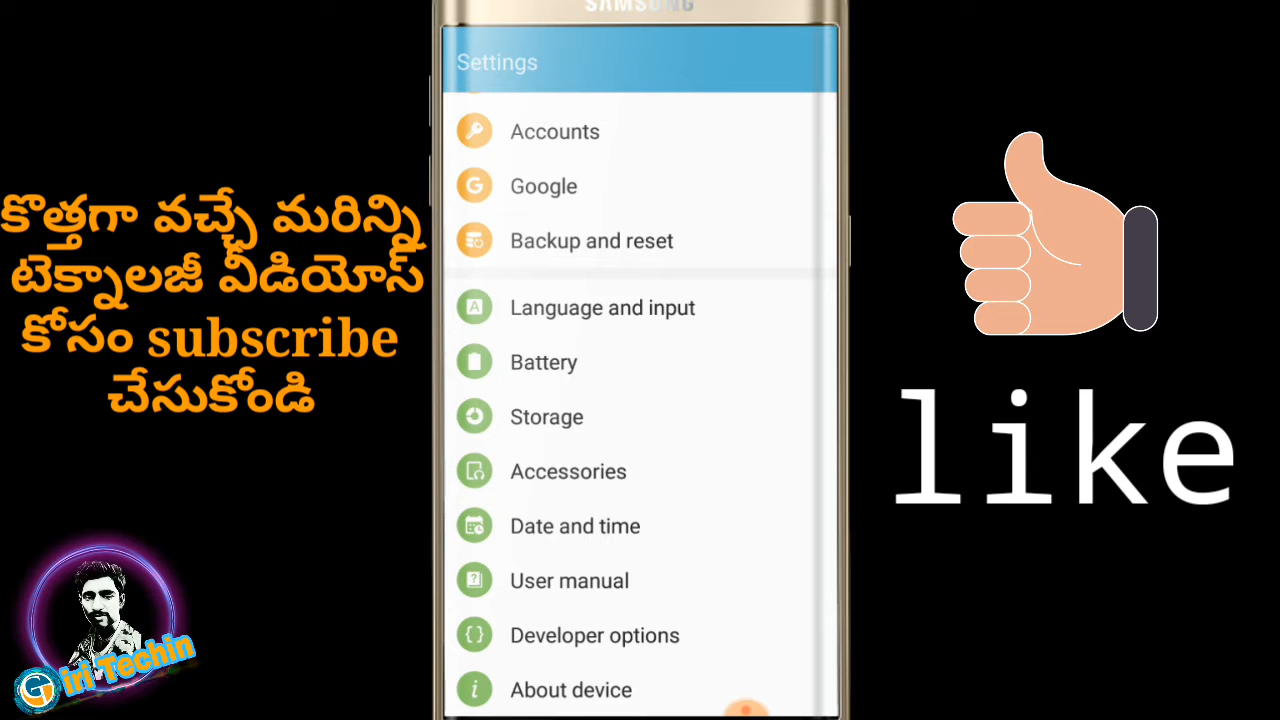 SAMSUNG
Settings
Accounts
Google
Backup and reset
Language and input
Battery
Storage
Accessories
Date and time
User manual
Developer options
About device
కొత్తగా వచ్చే మరిన్ని
టెక్నాలజీ వీడియోస్
కోసం subscribe
చేసుకోండి
like
Giri Techin